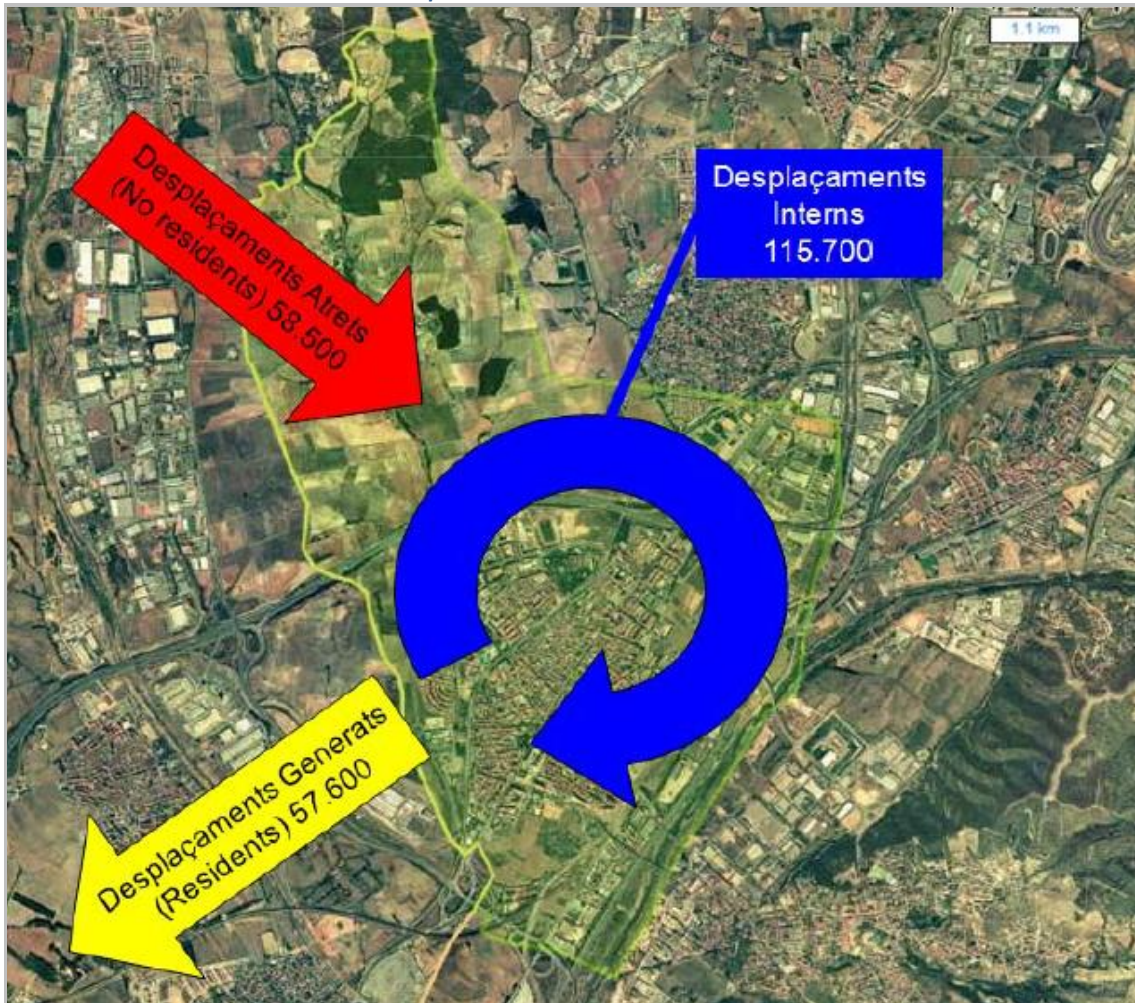 1.1 km
Desplaçaments Atrets
(No residents) 58.500
Desplaçaments
Interns
115.700
Desplaçaments Generats
(Residents) 57.600